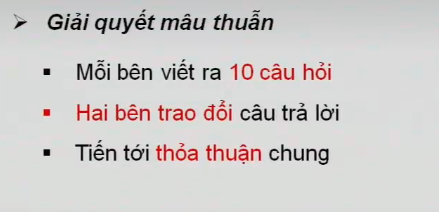 Giải quyết mâu thuẫn
Mỗi bên viết ra 10 câu hỏi
Hai bên trao đổi câu trả lời
Tiến tới thỏa thuận chung